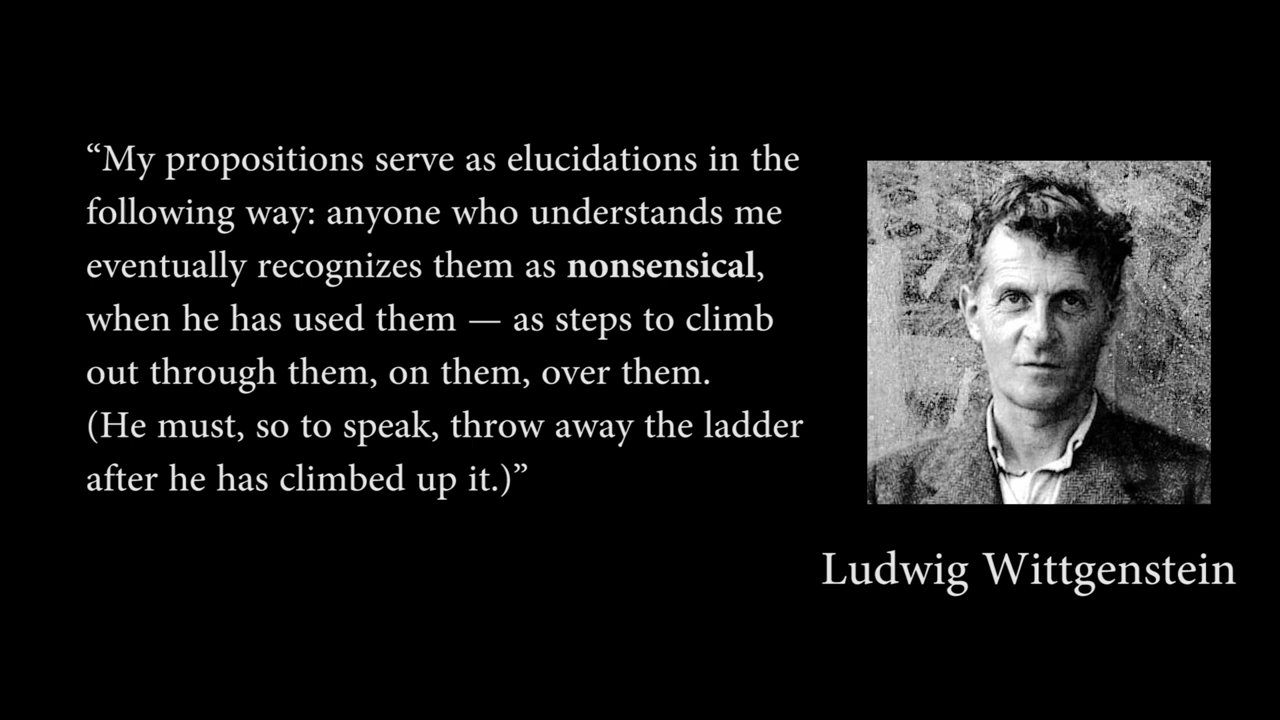 “My propositions serve as elucidations in the
following way: anyone who understands me
eventually recognizes them as nonsensical,
when he has used them — as steps to climb
out through them, on them, over them.
(He must, so to speak, throw away the ladder
after he has climbed up it.)”
Ludwig Wittgenstein